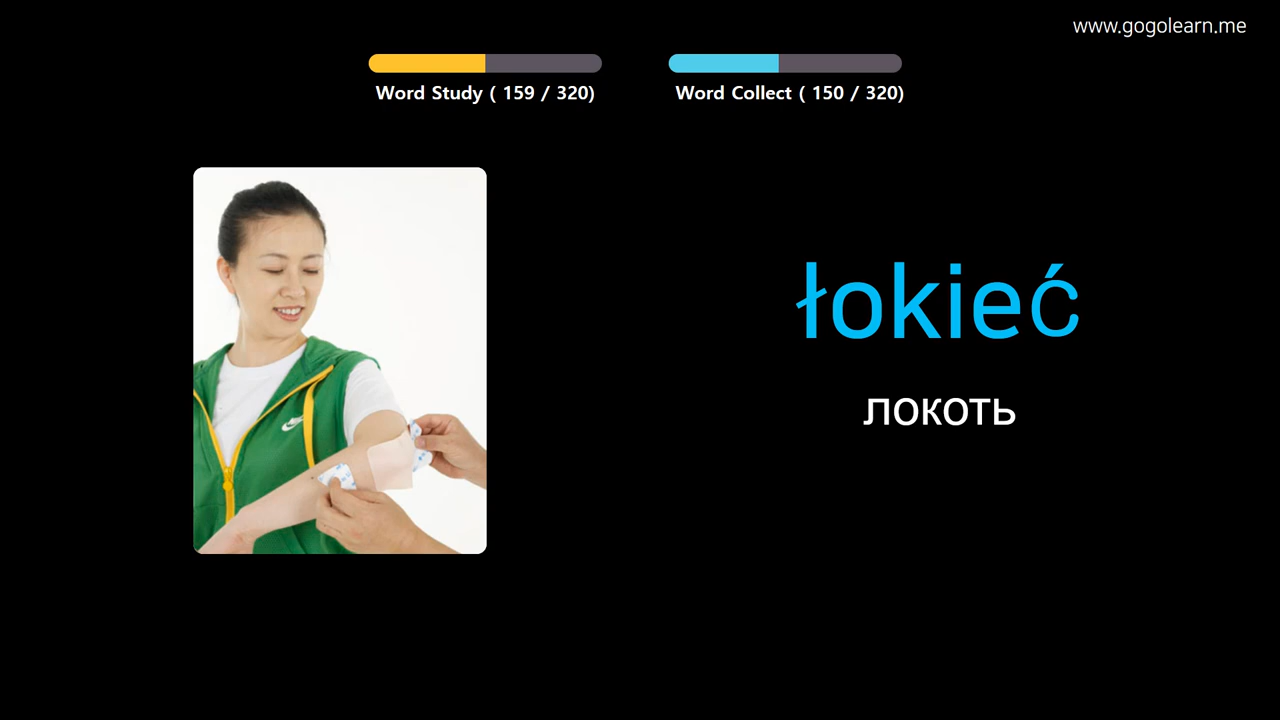 www.gogolearn.me
Word Study ( 159 / 320)
Word Collect ( 150 / 320)
łokieć
локоть